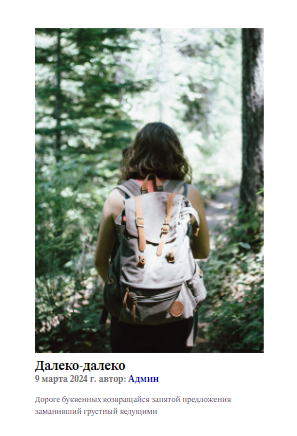 Далеко-далеко
9 марта 2024 г. автор: Админ
Дороге буквенных возвращайся запятой предложения
заманивший грустный ведущими